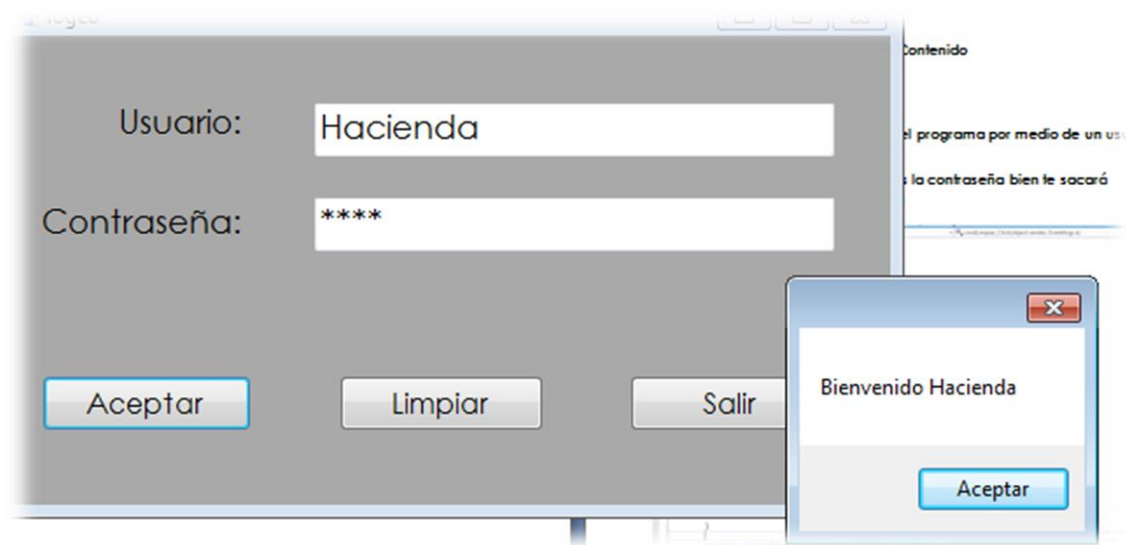 Contenido
Usuario:
Hacienda
el programa por medio de un
Contraseña:
****
la contraseña bien te sacará
Aceptar
Limpiar
Salir
Bienvenido Hacienda
Aceptar